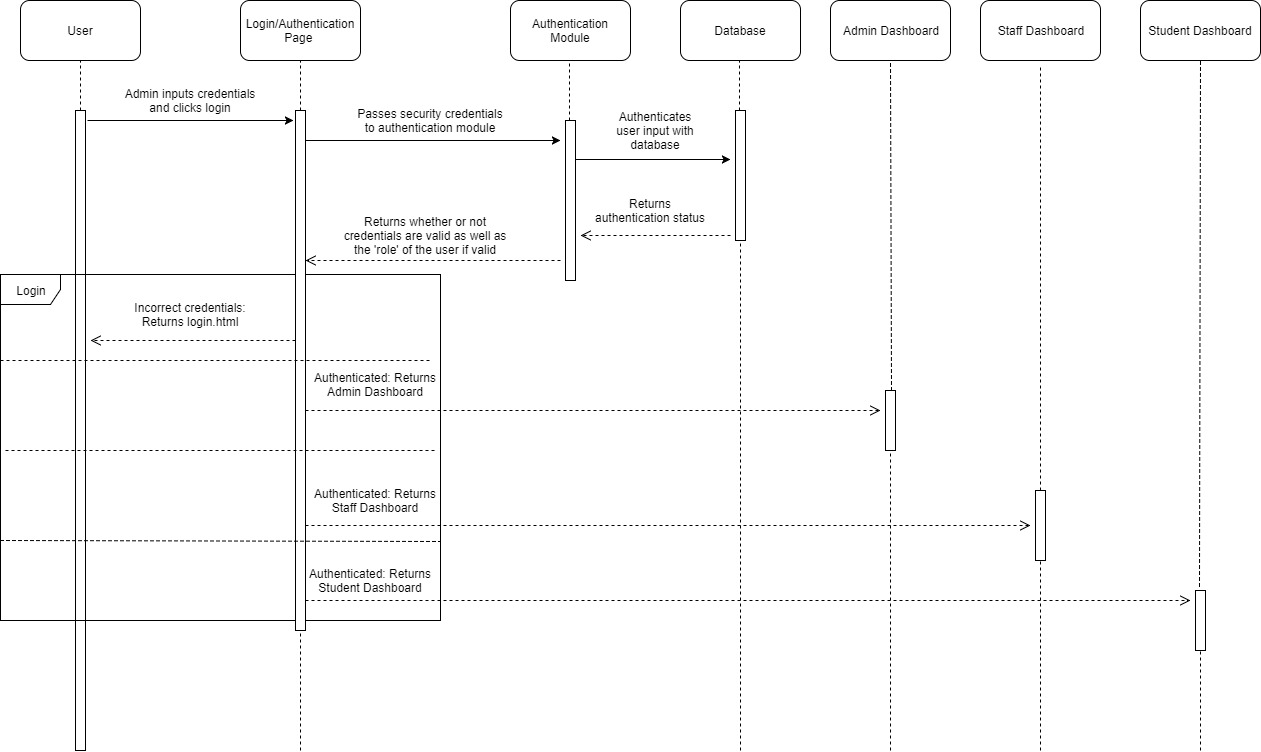 User
Login/Authentication
Page
Authentication
Module
Database
Admin Dashboard
Staff Dashboard
Student Dashboard
Admin inputs credentials
and clicks login
Passes security credentials
to authentication module
Authenticates
user input with
database
Returns
authentication status
Returns whether or not
credentials are valid as well as
the 'role' of the user if valid
Login
Incorrect credentials:
Returns login.html
Authenticated: Returns
Admin Dashboard
Authenticated: Returns
Staff Dashboard
Authenticated: Returns
Student Dashboard